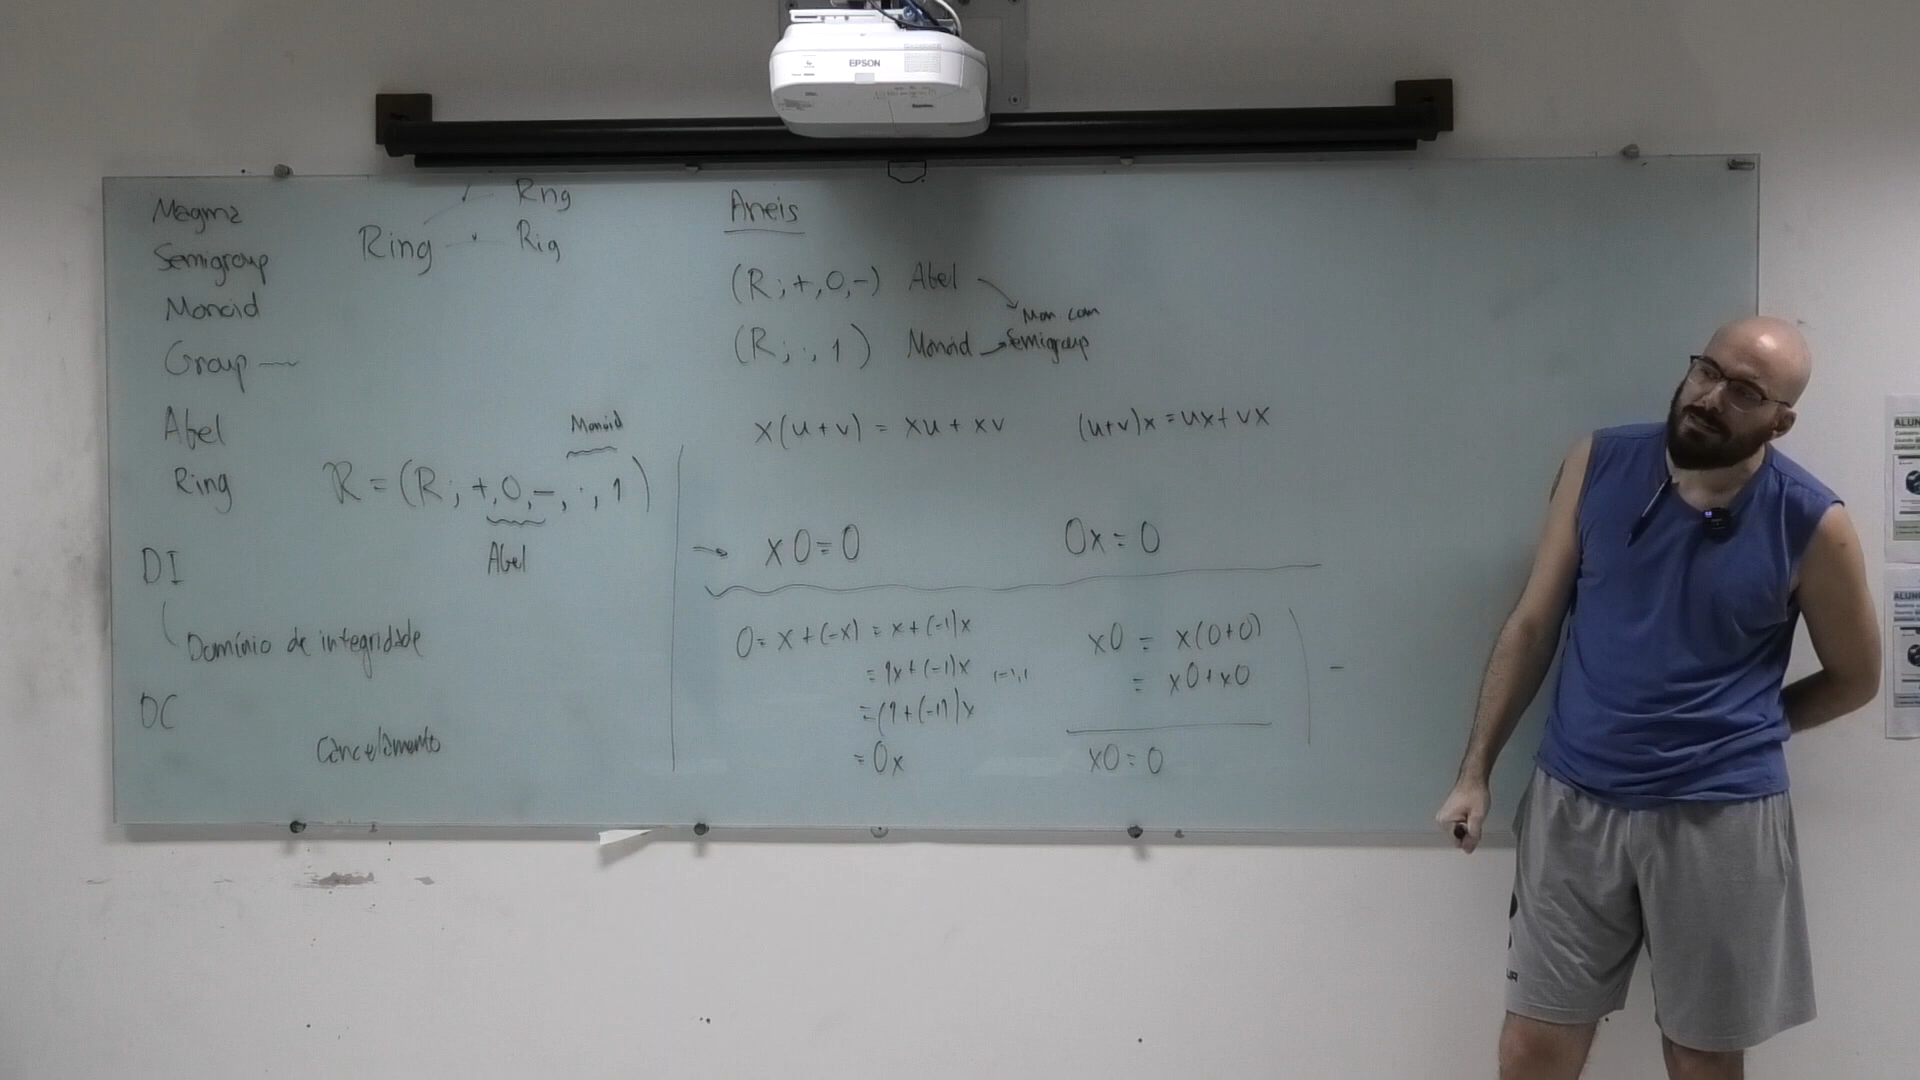 EPSON
Magma
Semigroup
Monoid
Group
Abel
Ring
Ring
Rng
Rig
Monoid
R = (R ; +, 0, -, ·, 1)
Abel
DI
Domínio de integridade
DC
Cancelamento
Aneis
(R ; +, 0, -) Abel
Mon com
(R ; ·, 1) Monoid → Semigroup
x(u+v) = xu + xv
(u+v)x = ux + vx
→ x0 = 0
0x = 0
0 = x + (-x) = x + (-1)x
= 1x + (-1)x
= (1 + (-1))x
= 0x
x0 = x(0+0)
= x0 + x0
x0 = 0
ALUN
ALUN